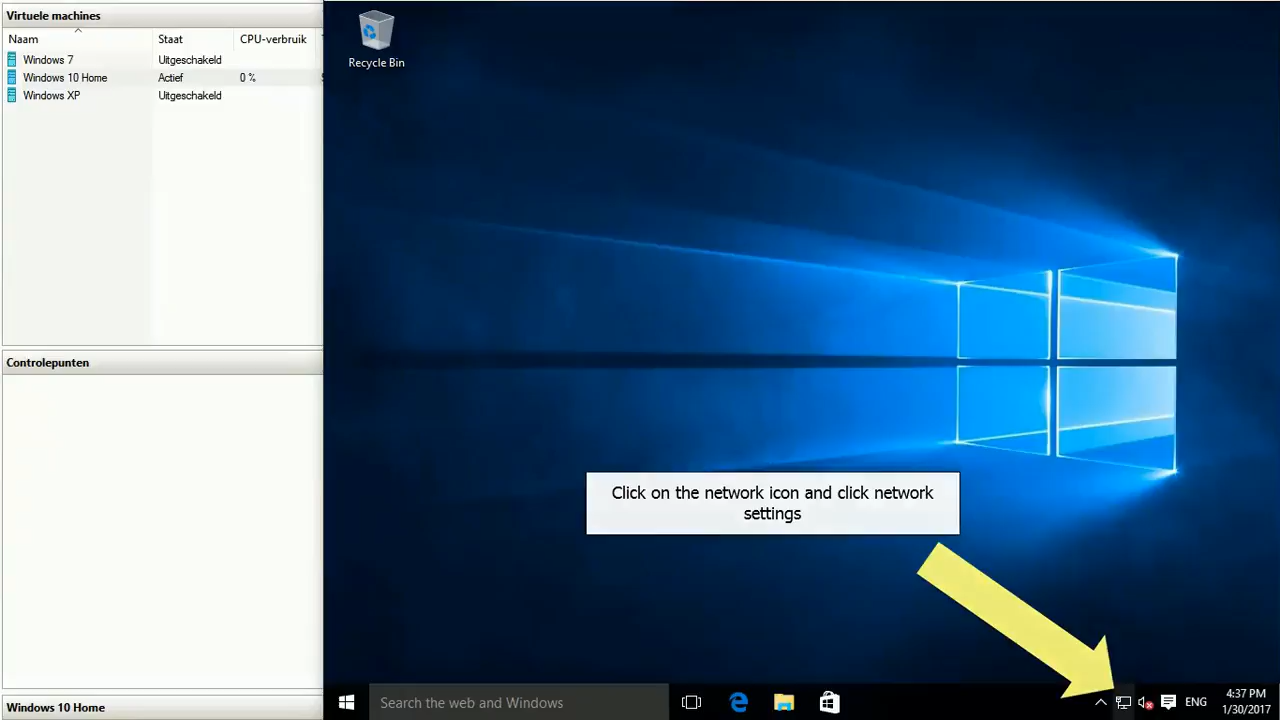 Virtuele machines
Naam Staat CPU-verbruik
Windows 7 Uitgeschakeld
Windows 10 Home Actief 0 %
Windows XP Uitgeschakeld
Controlepunten
Windows 10 Home
Recycle Bin
Click on the network icon and click network
settings
Search the web and Windows
ENG
4:37 PM
1/30/2017